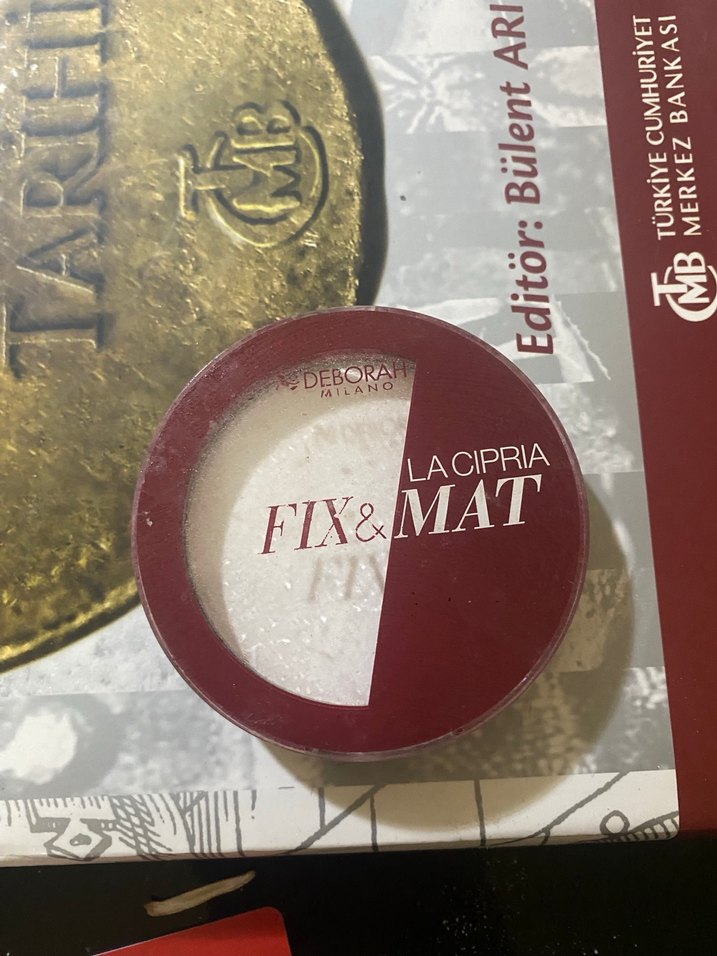 TARİHİ
TCMB
Editör: Bülent ARI
TÜRKİYE CUMHURİYET
MERKEZ BANKASI
TCMB
DEBORAH
MILANO
LA CIPRIA
FIX & MAT
FIX